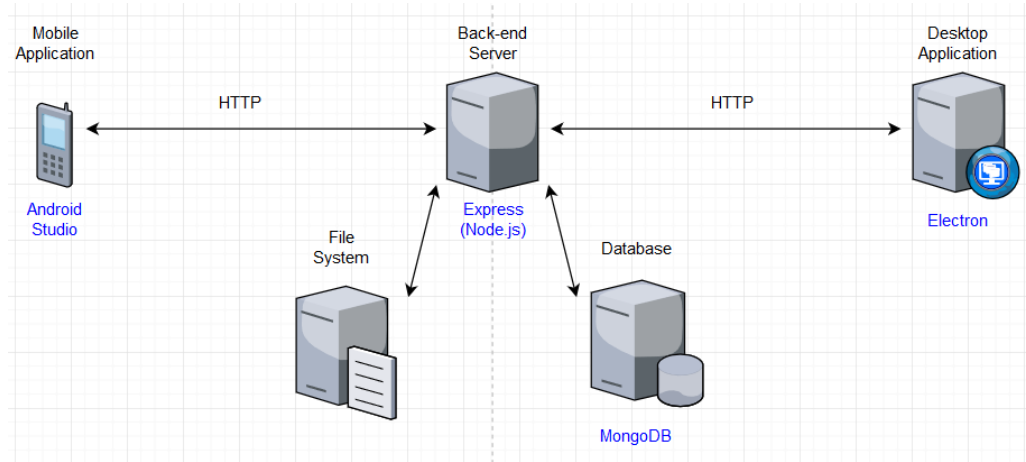 Mobile
Application
Back-end
Server
Desktop
Application
HTTP
HTTP
Android
Studio
Express
(Node.js)
Electron
File
System
Database
MongoDB